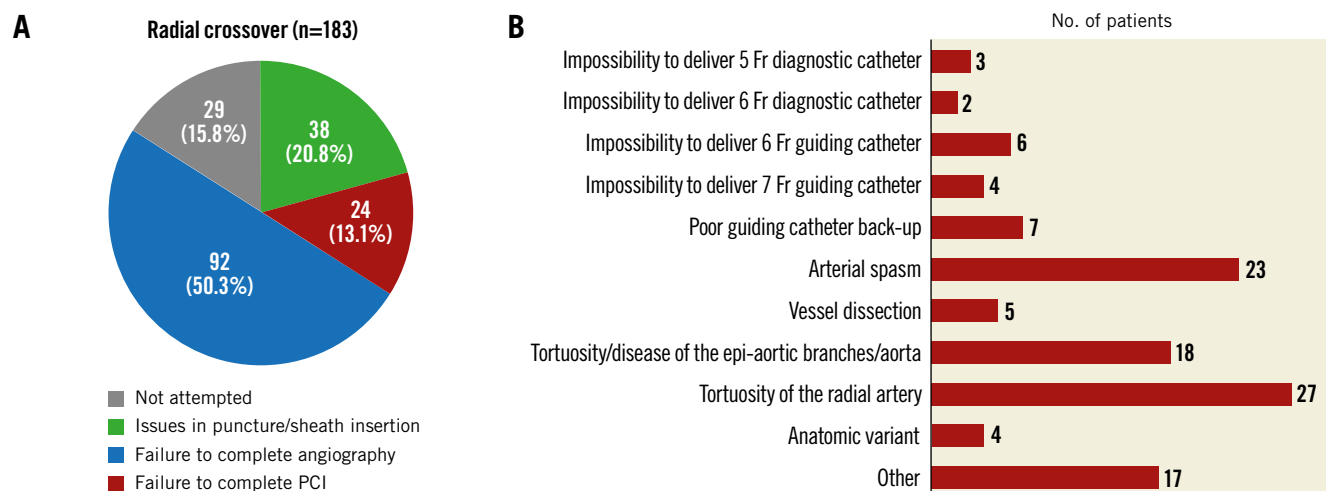 A
Radial crossover (n=183)
29
(15.8%)
38
(20.8%)
24
(13.1%)
92
(50.3%)
Not attempted
Issues in puncture/sheath insertion
Failure to complete angiography
Failure to complete PCI
B
No. of patients
Impossibility to deliver 5 Fr diagnostic catheter 3
Impossibility to deliver 6 Fr diagnostic catheter 2
Impossibility to deliver 6 Fr guiding catheter 6
Impossibility to deliver 7 Fr guiding catheter 4
Poor guiding catheter back-up 7
Arterial spasm 23
Vessel dissection 5
Tortuosity/disease of the epi-aortic branches/aorta 18
Tortuosity of the radial artery 27
Anatomic variant 4
Other 17